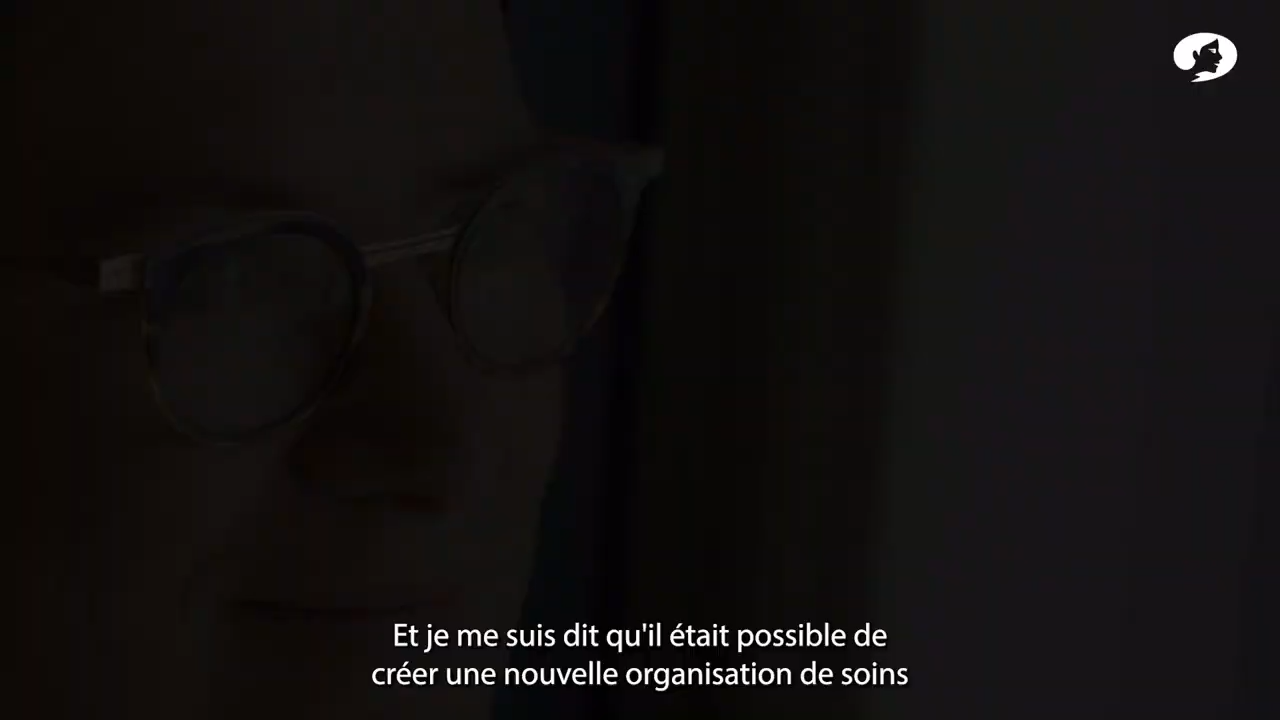 Et je me suis dit qu'il était possible de
créer une nouvelle organisation de soins